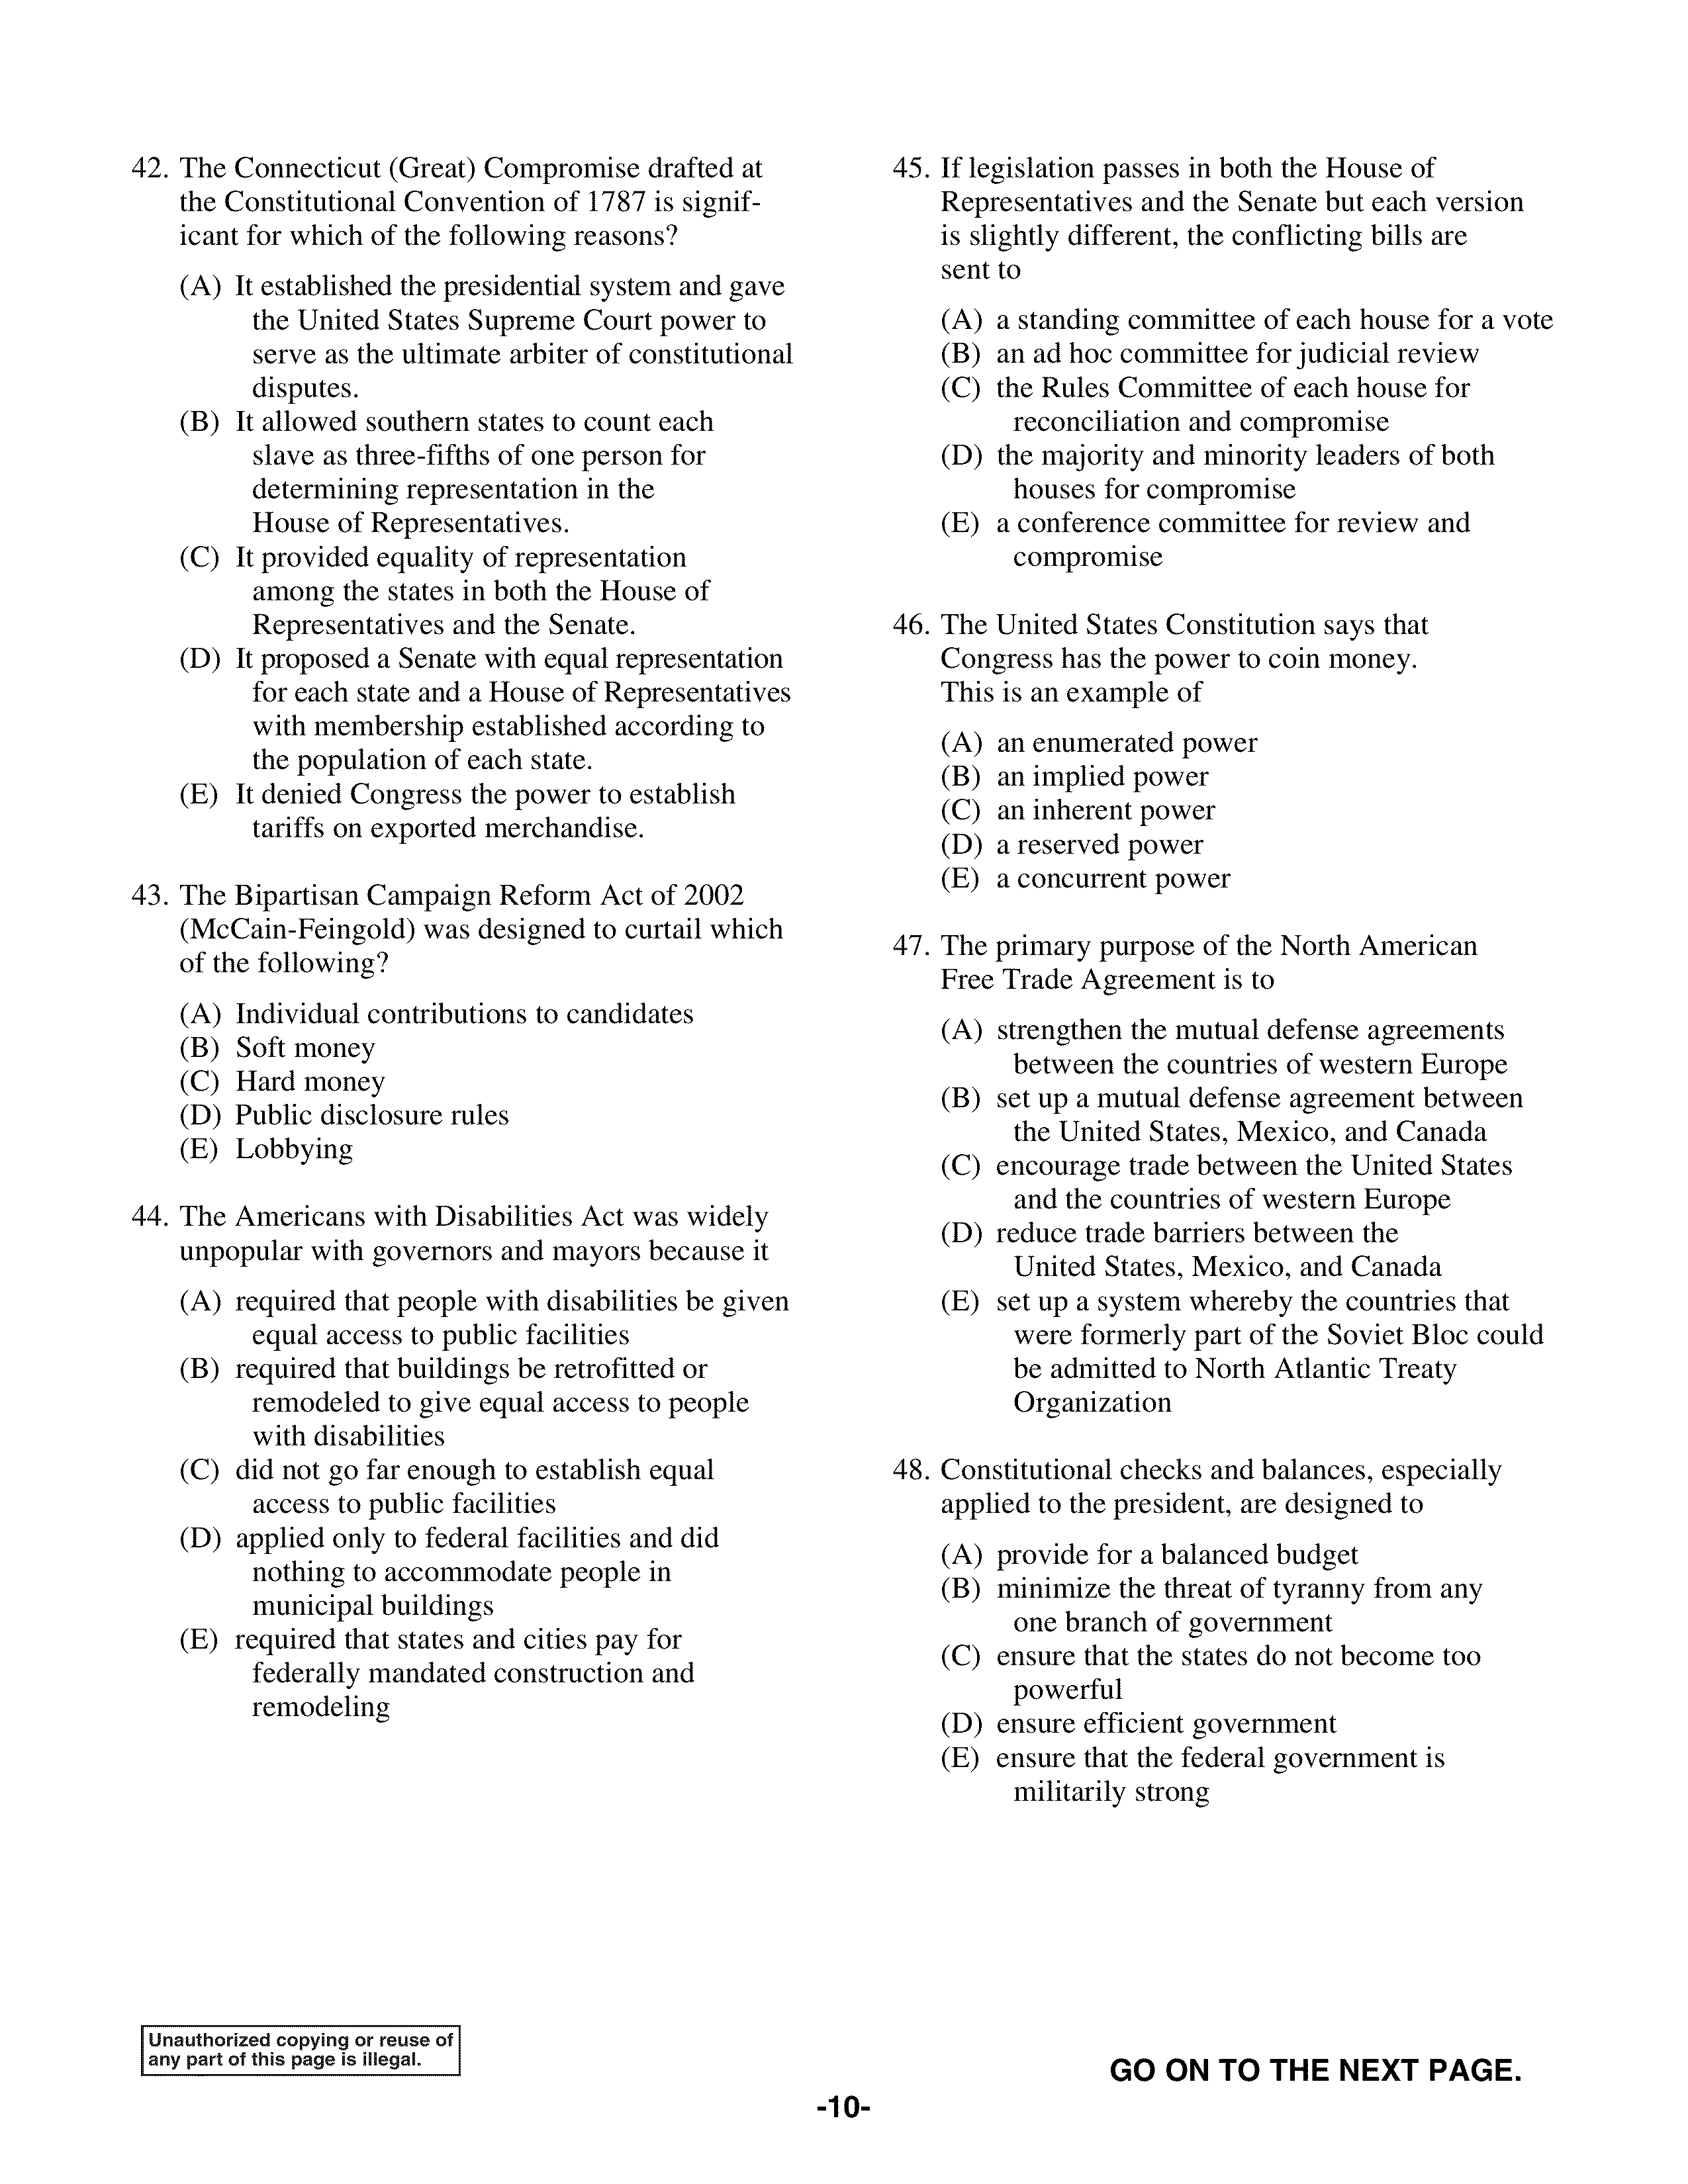 42. The Connecticut (Great) Compromise drafted at
the Constitutional Convention of 1787 is signif-
icant for which of the following reasons?
(A) It established the presidential system and gave
the United States Supreme Court power to
serve as the ultimate arbiter of constitutional
disputes.
(B) It allowed southern states to count each
slave as three-fifths of one person for
determining representation in the
House of Representatives.
(C) It provided equality of representation
among the states in both the House of
Representatives and the Senate.
(D) It proposed a Senate with equal representation
for each state and a House of Representatives
with membership established according to
the population of each state.
(E) It denied Congress the power to establish
tariffs on exported merchandise.
43. The Bipartisan Campaign Reform Act of 2002
(McCain-Feingold) was designed to curtail which
of the following?
(A) Individual contributions to candidates
(B) Soft money
(C) Hard money
(D) Public disclosure rules
(E) Lobbying
44. The Americans with Disabilities Act was widely
unpopular with governors and mayors because it
(A) required that people with disabilities be given
equal access to public facilities
(B) required that buildings be retrofitted or
remodeled to give equal access to people
with disabilities
(C) did not go far enough to establish equal
access to public facilities
(D) applied only to federal facilities and did
nothing to accommodate people in
municipal buildings
(E) required that states and cities pay for
federally mandated construction and
remodeling
45. If legislation passes in both the House of
Representatives and the Senate but each version
is slightly different, the conflicting bills are
sent to
(A) a standing committee of each house for a vote
(B) an ad hoc committee for judicial review
(C) the Rules Committee of each house for
reconciliation and compromise
(D) the majority and minority leaders of both
houses for compromise
(E) a conference committee for review and
compromise
46. The United States Constitution says that
Congress has the power to coin money.
This is an example of
(A) an enumerated power
(B) an implied power
(C) an inherent power
(D) a reserved power
(E) a concurrent power
47. The primary purpose of the North American
Free Trade Agreement is to
(A) strengthen the mutual defense agreements
between the countries of western Europe
(B) set up a mutual defense agreement between
the United States, Mexico, and Canada
(C) encourage trade between the United States
and the countries of western Europe
(D) reduce trade barriers between the
United States, Mexico, and Canada
(E) set up a system whereby the countries that
were formerly part of the Soviet Bloc could
be admitted to North Atlantic Treaty
Organization
48. Constitutional checks and balances, especially
applied to the president, are designed to
(A) provide for a balanced budget
(B) minimize the threat of tyranny from any
one branch of government
(C) ensure that the states do not become too
powerful
(D) ensure efficient government
(E) ensure that the federal government is
militarily strong
Unauthorized copying or reuse of
any part of this page is illegal.
GO ON TO THE NEXT PAGE.
-10-